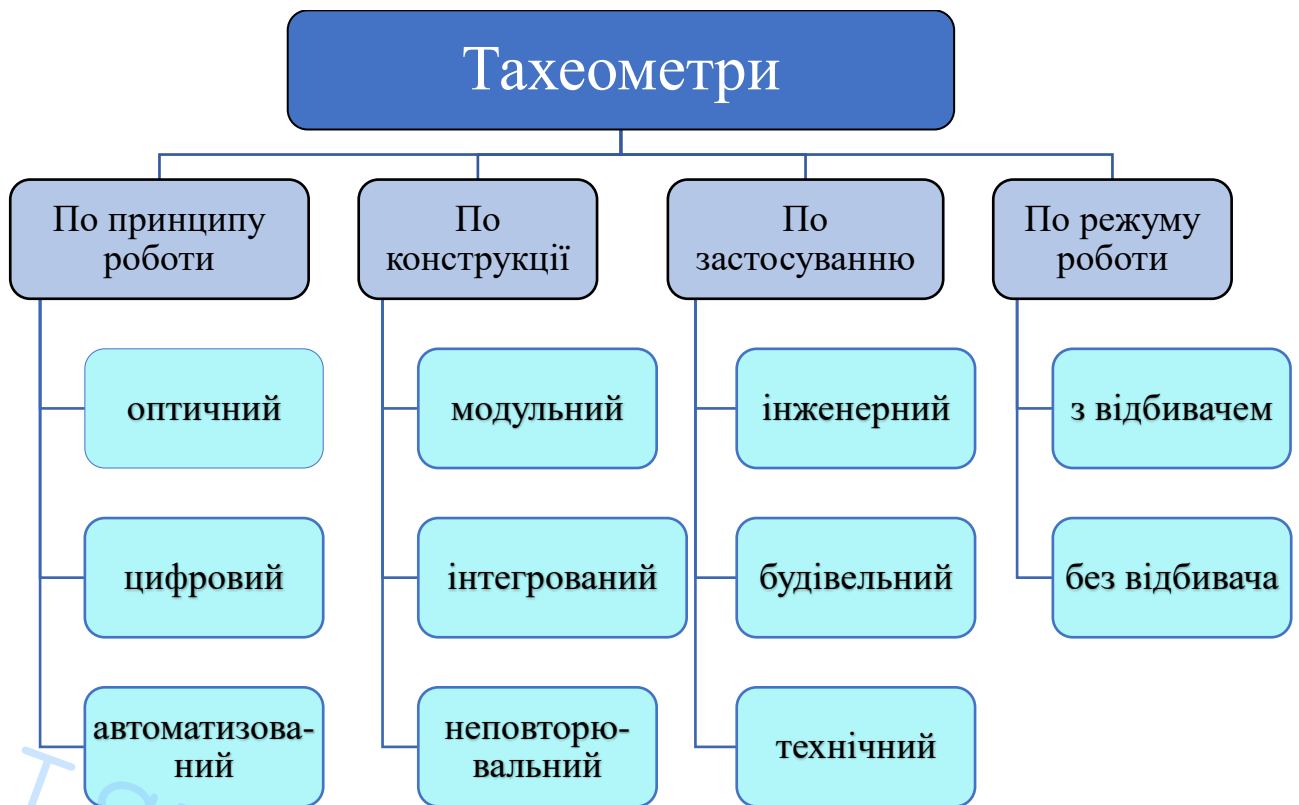 Тахеометри
По принципу
роботи
По
конструкції
По
застосуванню
По режуму
роботи
оптичний
модульний
інженерний
з відбивачем
цифровий
інтегрований
будівельний
без відбивача
автоматизова-
ний
неповторю-
вальний
технічний